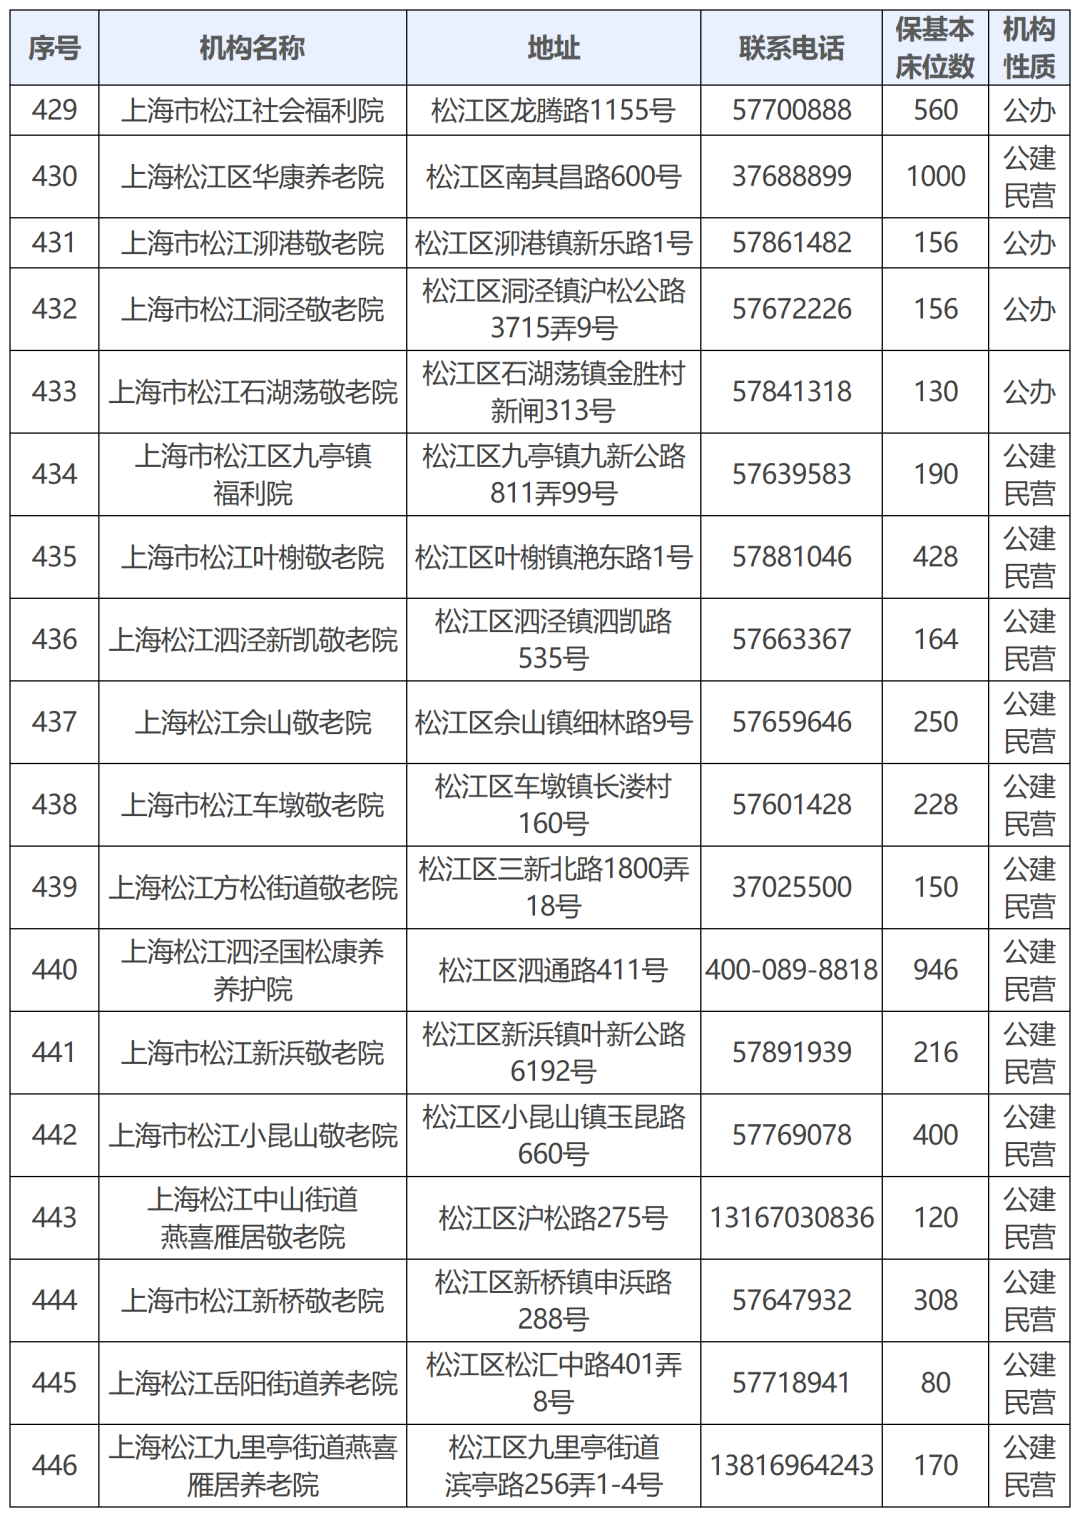 序号 机构名称 地址 联系电话 保基本床位数 机构性质
429 上海市松江社会福利院 松江区龙腾路1155号 57700888 560 公办
430 上海松江区华康养老院 松江区南其昌路600号 37688899 1000 公建民营
431 上海市松江泖港敬老院 松江区泖港镇新乐路1号 57861482 156 公办
432 上海市松江洞泾敬老院 松江区洞泾镇沪松公路3715弄9号 57672226 156 公办
433 上海市松江石湖荡敬老院 松江区石湖荡镇金胜村新闸313号 57841318 130 公办
434 上海市松江区九亭镇福利院 松江区九亭镇九新公路811弄99号 57639583 190 公建民营
435 上海市松江叶榭敬老院 松江区叶榭镇滟东路1号 57881046 428 公建民营
436 上海松江泗泾新凯敬老院 松江区泗泾镇泗凯路535号 57663367 164 公建民营
437 上海松江佘山敬老院 松江区佘山镇细林路9号 57659646 250 公建民营
438 上海市松江车墩敬老院 松江区车墩镇长溇村160号 57601428 228 公建民营
439 上海松江方松街道敬老院 松江区三新北路1800弄18号 37025500 150 公建民营
440 上海松江泗泾国松康养养护院 松江区泗通路411号 400-089-8818 946 公建民营
441 上海市松江新浜敬老院 松江区新浜镇叶新公路6192号 57891939 216 公建民营
442 上海市松江小昆山敬老院 松江区小昆山镇玉昆路660号 57769078 400 公建民营
443 上海松江中山街道燕喜雁居敬老院 松江区沪松路275号 13167030836 120 公建民营
444 上海市松江新桥敬老院 松江区新桥镇申浜路288号 57647932 308 公建民营
445 上海松江岳阳街道养老院 松江区松汇中路401弄8号 57718941 80 公建民营
446 上海松江九里亭街道燕喜雁居养老院 松江区九里亭街道滨亭路256弄1-4号 13816964243 170 公建民营